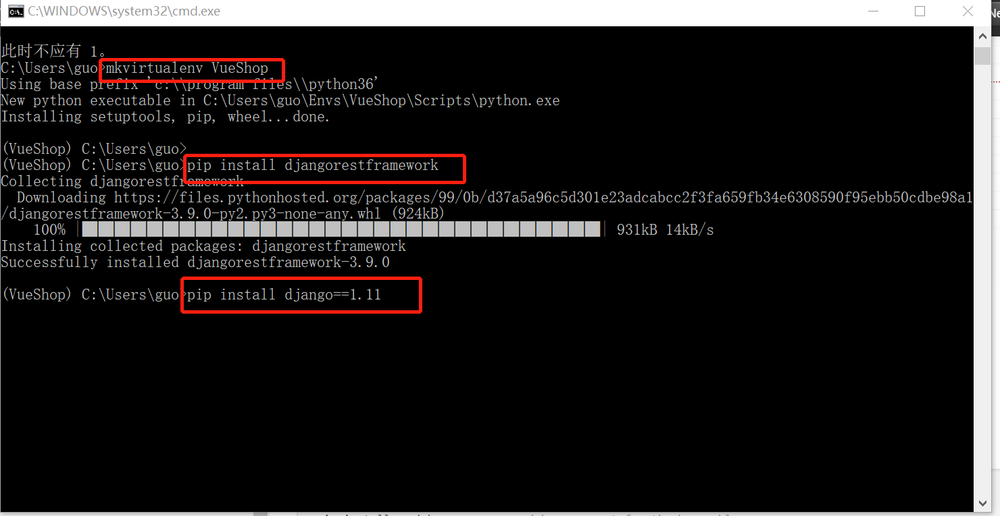 C:\WINDOWS\system32\cmd.exe
此时不应有 1。
C:\Users\guo>mkvirtualenv VueShop
Using base prefix 'c:\\program files\\python36'
New python executable in C:\Users\guo\Envs\VueShop\Scripts\python.exe
Installing setuptools, pip, wheel...done.
(VueShop) C:\Users\guo>
(VueShop) C:\Users\guo>pip install djangorestframework
Collecting djangorestframework
Downloading https://files.pythonhosted.org/packages/99/0b/d37a5a96c5d301e23adcabcc2f3fa659fb34e6308590f95ebb50cdbe98a1
/djangorestframework-3.9.0-py2.py3-none-any.whl (924kB)
100% |████████████████████████████████| 931kB 14kB/s
Installing collected packages: djangorestframework
Successfully installed djangorestframework-3.9.0
(VueShop) C:\Users\guo>pip install django==1.11